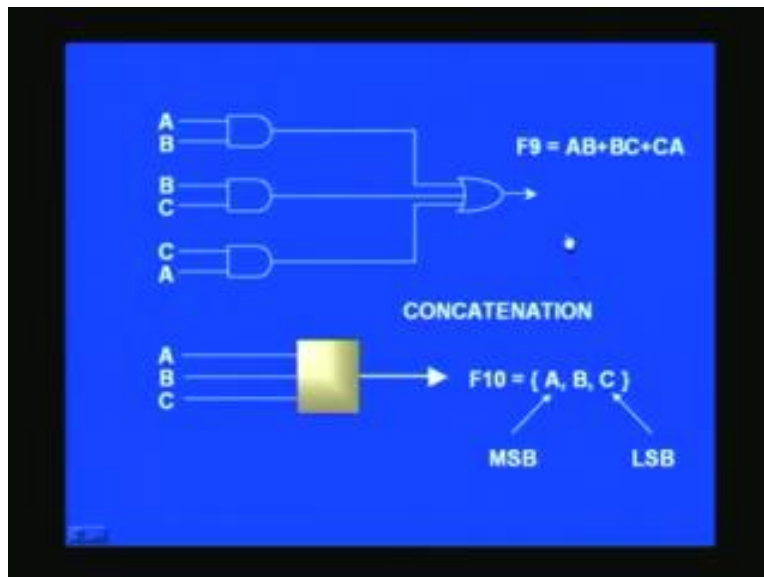 A
B
F9 = AB+BC+CA
B
C
C
A
CONCATENATION
A
B
C
F10 = { A, B, C }
MSB
LSB